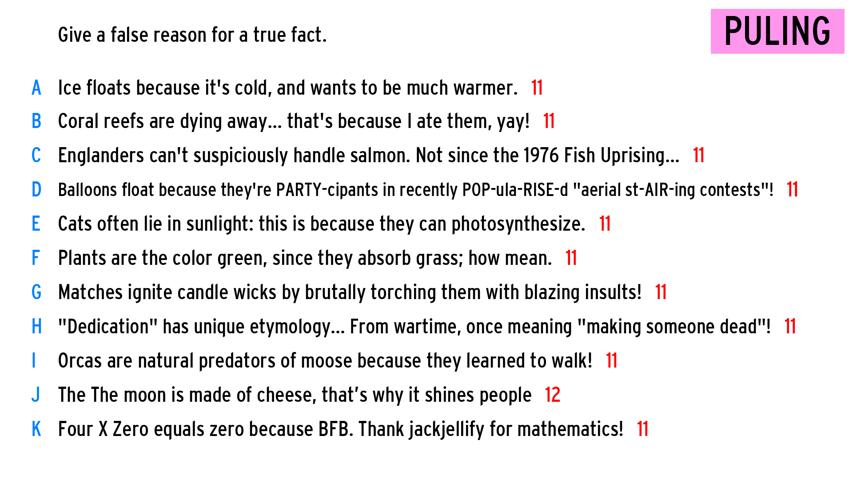 Give a false reason for a true fact.
PULING
A Ice floats because it's cold, and wants to be much warmer. 11
B Coral reefs are dying away... that's because I ate them, yay! 11
C Englanders can't suspiciously handle salmon. Not since the 1976 Fish Uprising... 11
D Balloons float because they're PARTY-cipants in recently POP-ula-RISE-d "aerial st-AIR-ing contests"! 11
E Cats often lie in sunlight: this is because they can photosynthesize. 11
F Plants are the color green, since they absorb grass; how mean. 11
G Matches ignite candle wicks by brutally torching them with blazing insults! 11
H "Dedication" has unique etymology... From wartime, once meaning "making someone dead"! 11
I Orcas are natural predators of moose because they learned to walk! 11
J The The moon is made of cheese, that’s why it shines people 12
K Four X Zero equals zero because BFB. Thank jackjellify for mathematics! 11